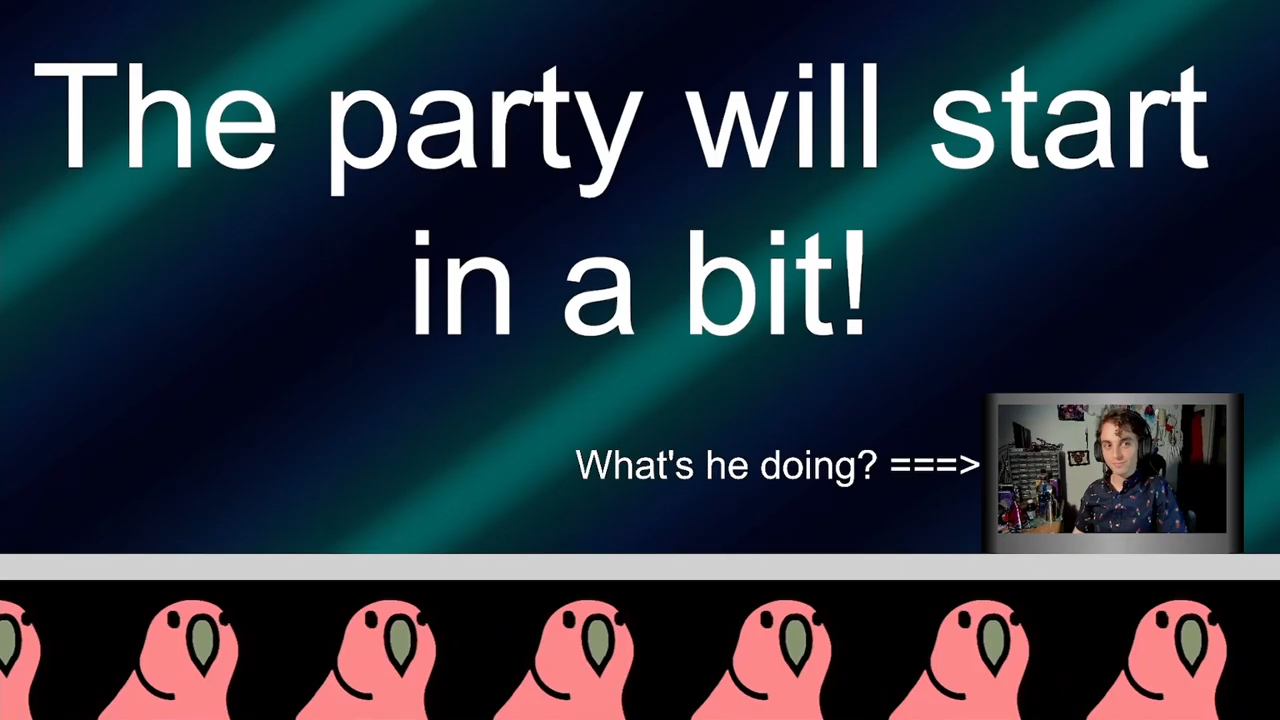 The party will start
in a bit!
What's he doing? ===>